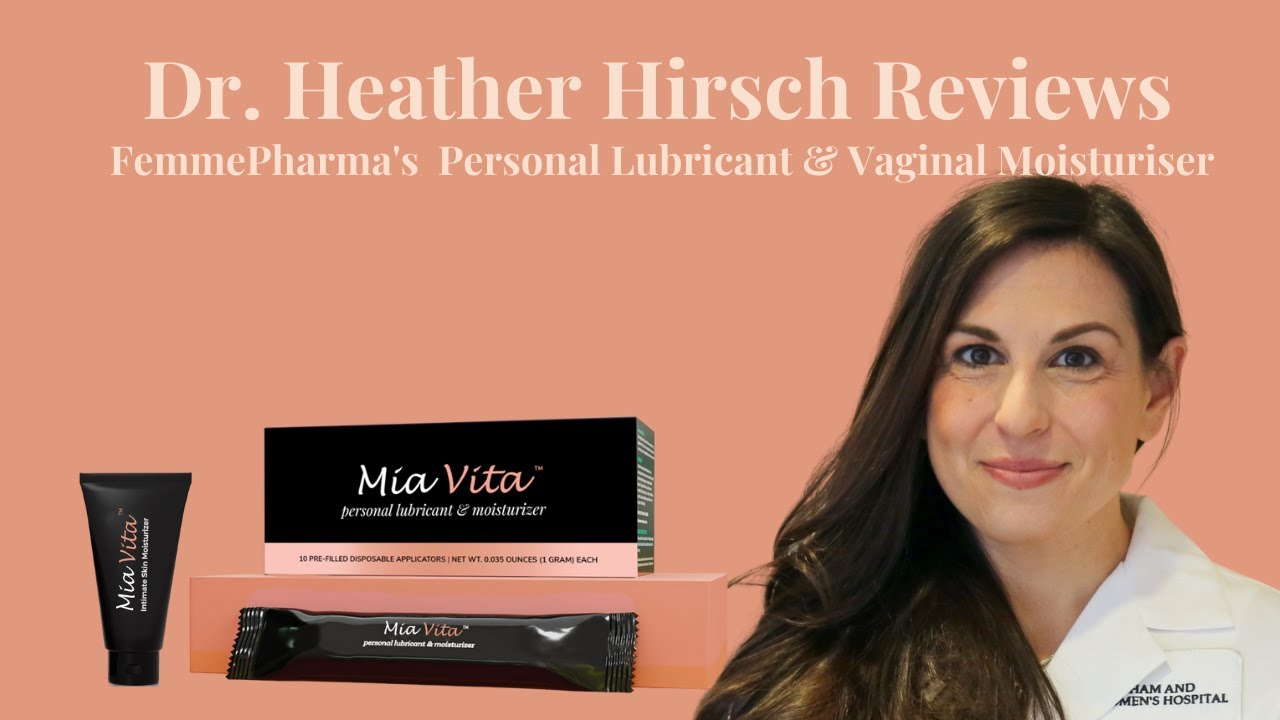 Dr. Heather Hirsch Reviews
FemmePharma's Personal Lubricant & Vaginal Moisturiser
Mia Vita™
Intimate Skin Moisturizer
Mia Vita™
personal lubricant & moisturizer
10 PRE-FILLED DISPOSABLE APPLICATORS | NET WT. 0.035 OUNCES (1 GRAM) EACH
Mia Vita™
personal lubricant & moisturizer
HAM AND
MEN'S HOSPITAL